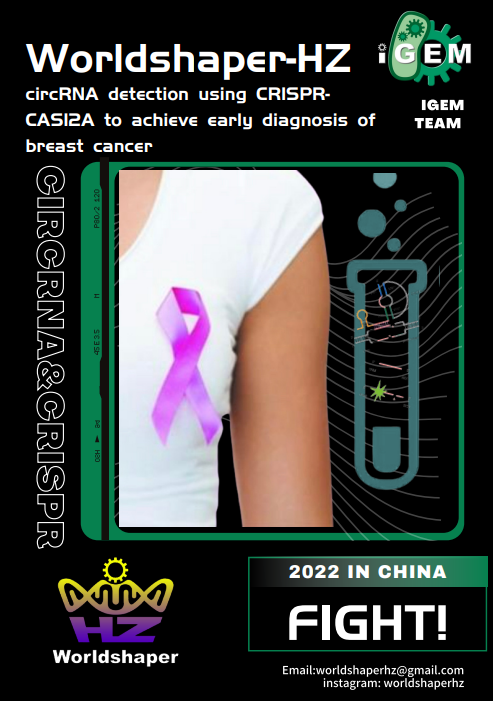 Worldshaper-HZ
iGEM
circRNA detection using CRISPR-
CAS12A to achieve early diagnosis of
breast cancer
IGEM
TEAM
CIRCRNA&CRISPR
2022 IN CHINA
FIGHT!
HZ
Worldshaper
Email:worldshaperhz@gmail.com
instagram: worldshaperhz